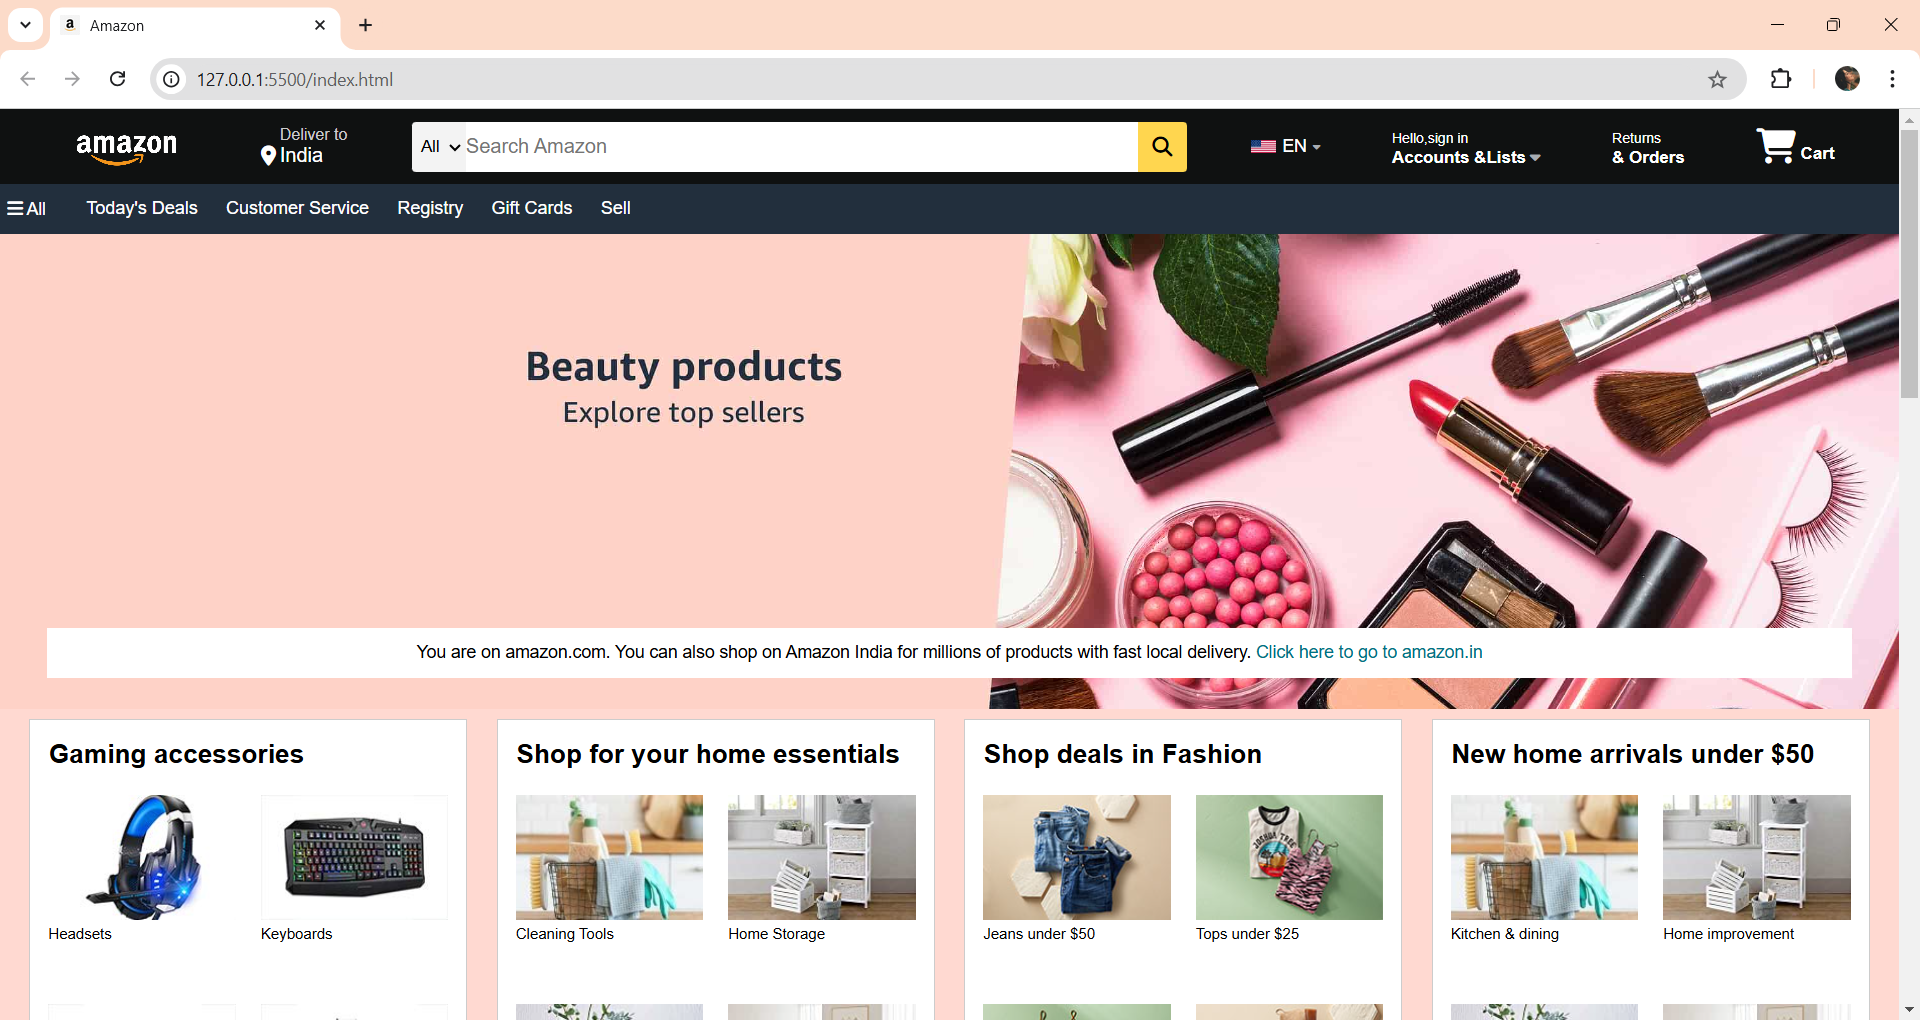 Amazon
127.0.0.1:5500/index.html
amazon
Deliver to
India
All
Search Amazon
EN
Hello,sign in
Accounts &Lists
Returns
& Orders
Cart
All
Today's Deals
Customer Service
Registry
Gift Cards
Sell
Beauty products
Explore top sellers
You are on amazon.com. You can also shop on Amazon India for millions of products with fast local delivery. Click here to go to amazon.in
Gaming accessories
Shop for your home essentials
Shop deals in Fashion
New home arrivals under $50
Headsets
Keyboards
Cleaning Tools
Home Storage
Jeans under $50
Tops under $25
Kitchen & dining
Home improvement